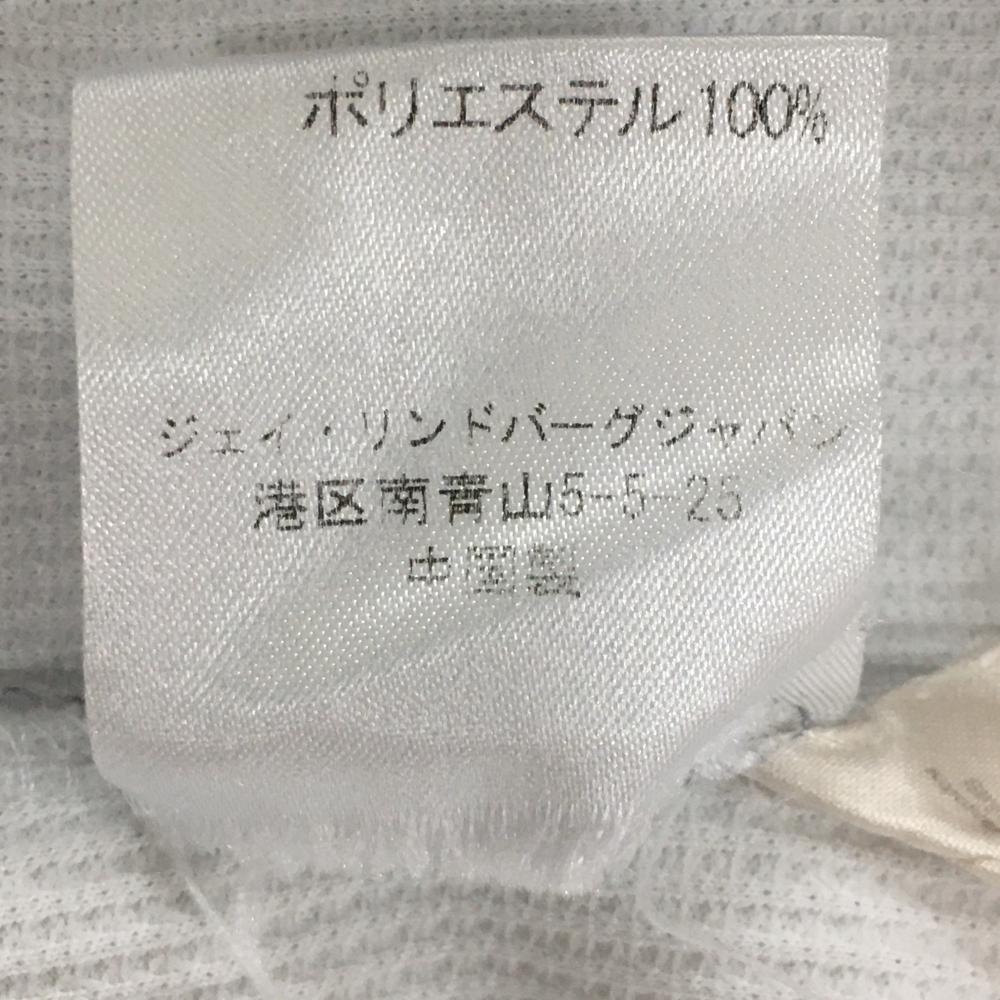 ポリエステル100%
ジェイ・リンドバーグジャパン
港区南青山5-5-25
中国製